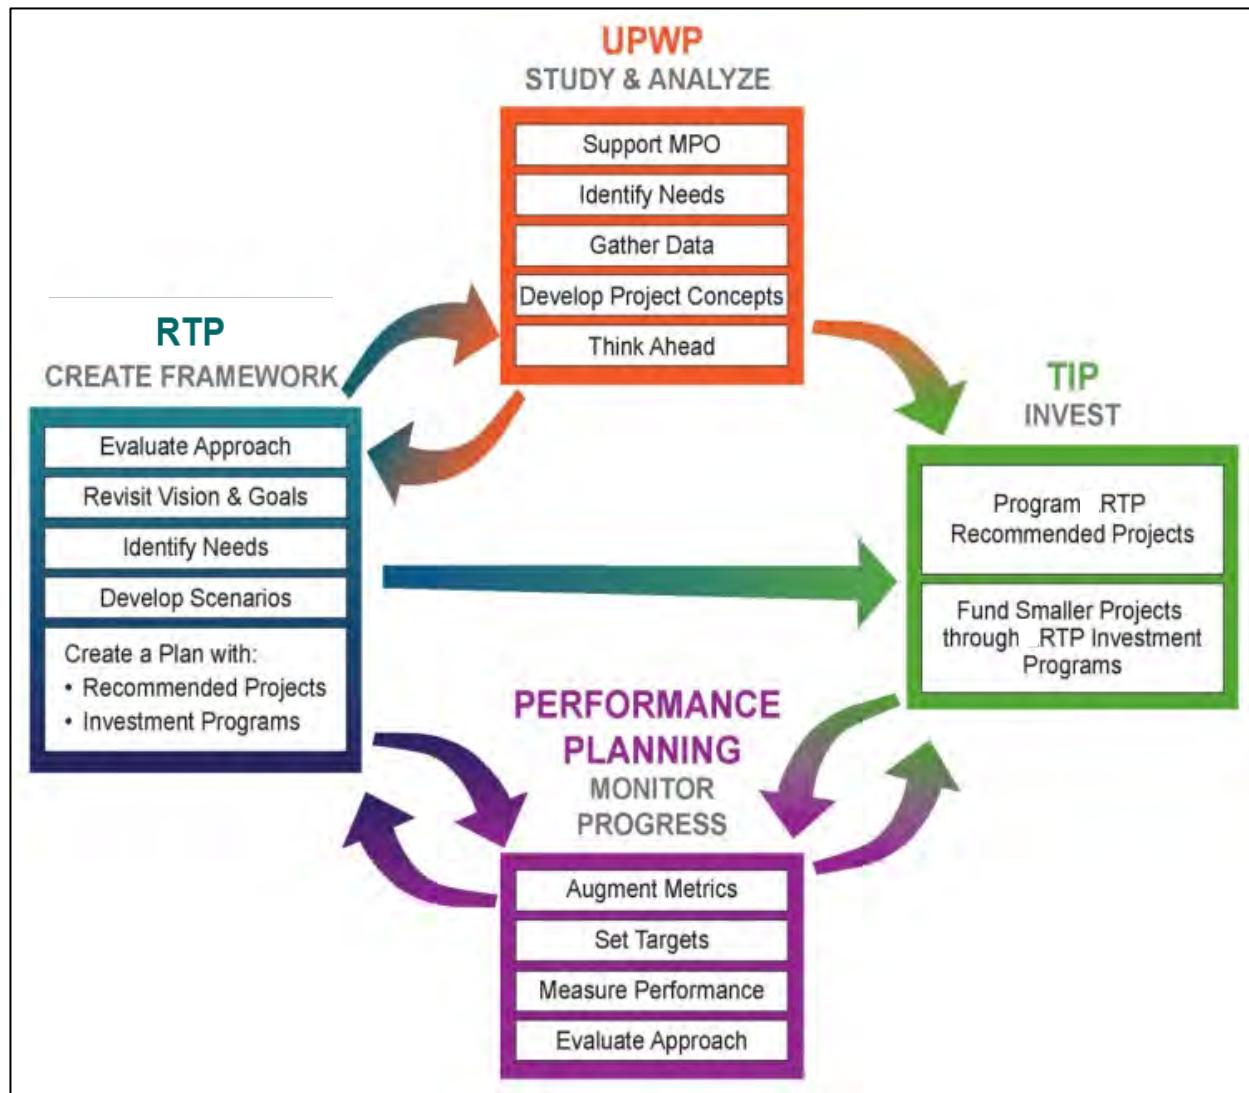 UPWP
STUDY & ANALYZE
Support MPO
Identify Needs
Gather Data
Develop Project Concepts
Think Ahead
RTP
CREATE FRAMEWORK
Evaluate Approach
Revisit Vision & Goals
Identify Needs
Develop Scenarios
Create a Plan with:
• Recommended Projects
• Investment Programs
TIP
INVEST
Program RTP
Recommended Projects
Fund Smaller Projects
through RTP Investment
Programs
PERFORMANCE
PLANNING
MONITOR
PROGRESS
Augment Metrics
Set Targets
Measure Performance
Evaluate Approach